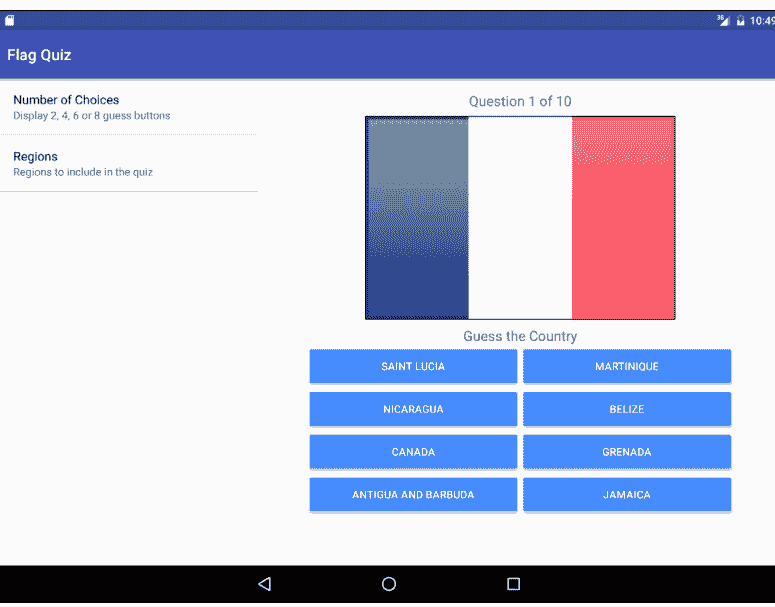 3G 10:49
Flag Quiz
Number of Choices
Display 2, 4, 6 or 8 guess buttons
Regions
Regions to include in the quiz
Question 1 of 10
Guess the Country
SAINT LUCIA
MARTINIQUE
NICARAGUA
BELIZE
CANADA
GRENADA
ANTIGUA AND BARBUDA
JAMAICA